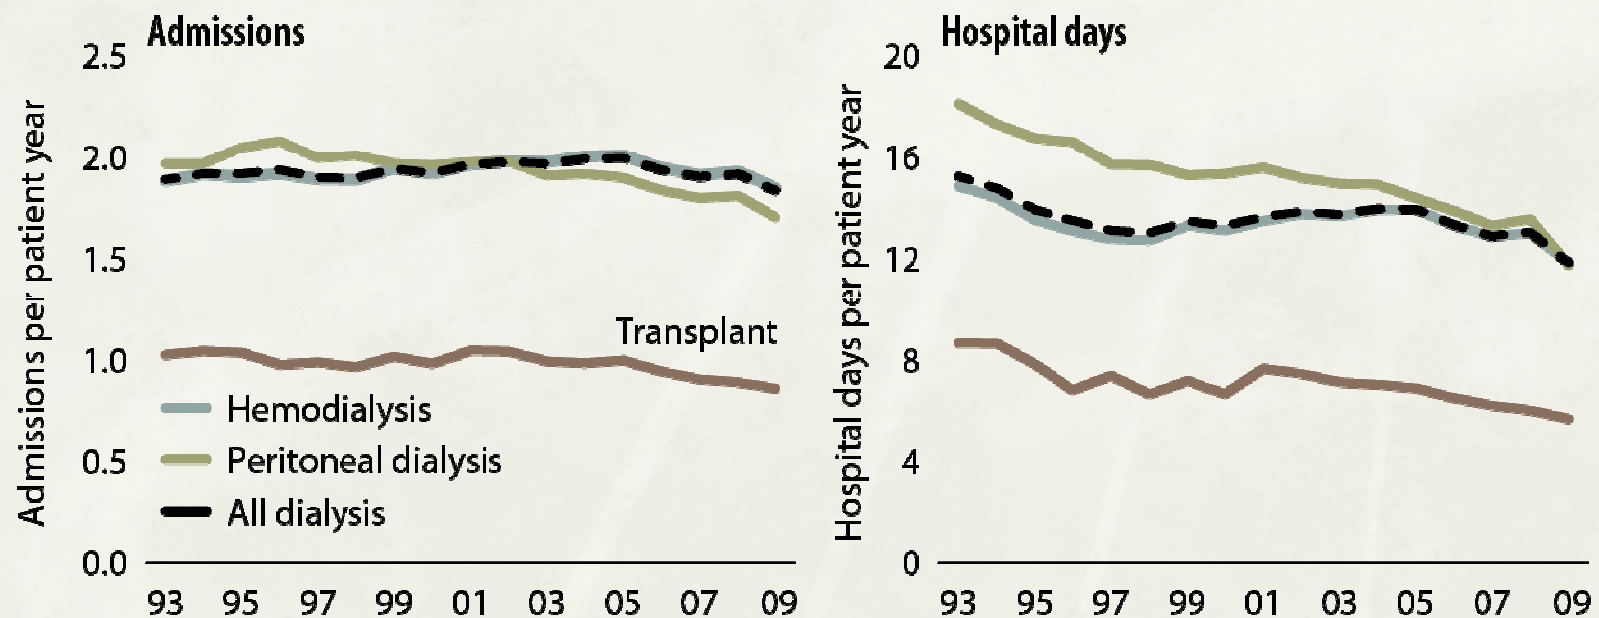 Admissions
Admissions per patient year
2.5
2.0
1.5
1.0
0.5
0.0
Transplant
Hemodialysis
Peritoneal dialysis
All dialysis
93 95 97 99 01 03 05 07 09
Hospital days
Hospital days per patient year
20
16
12
8
4
0
93 95 97 99 01 03 05 07 09